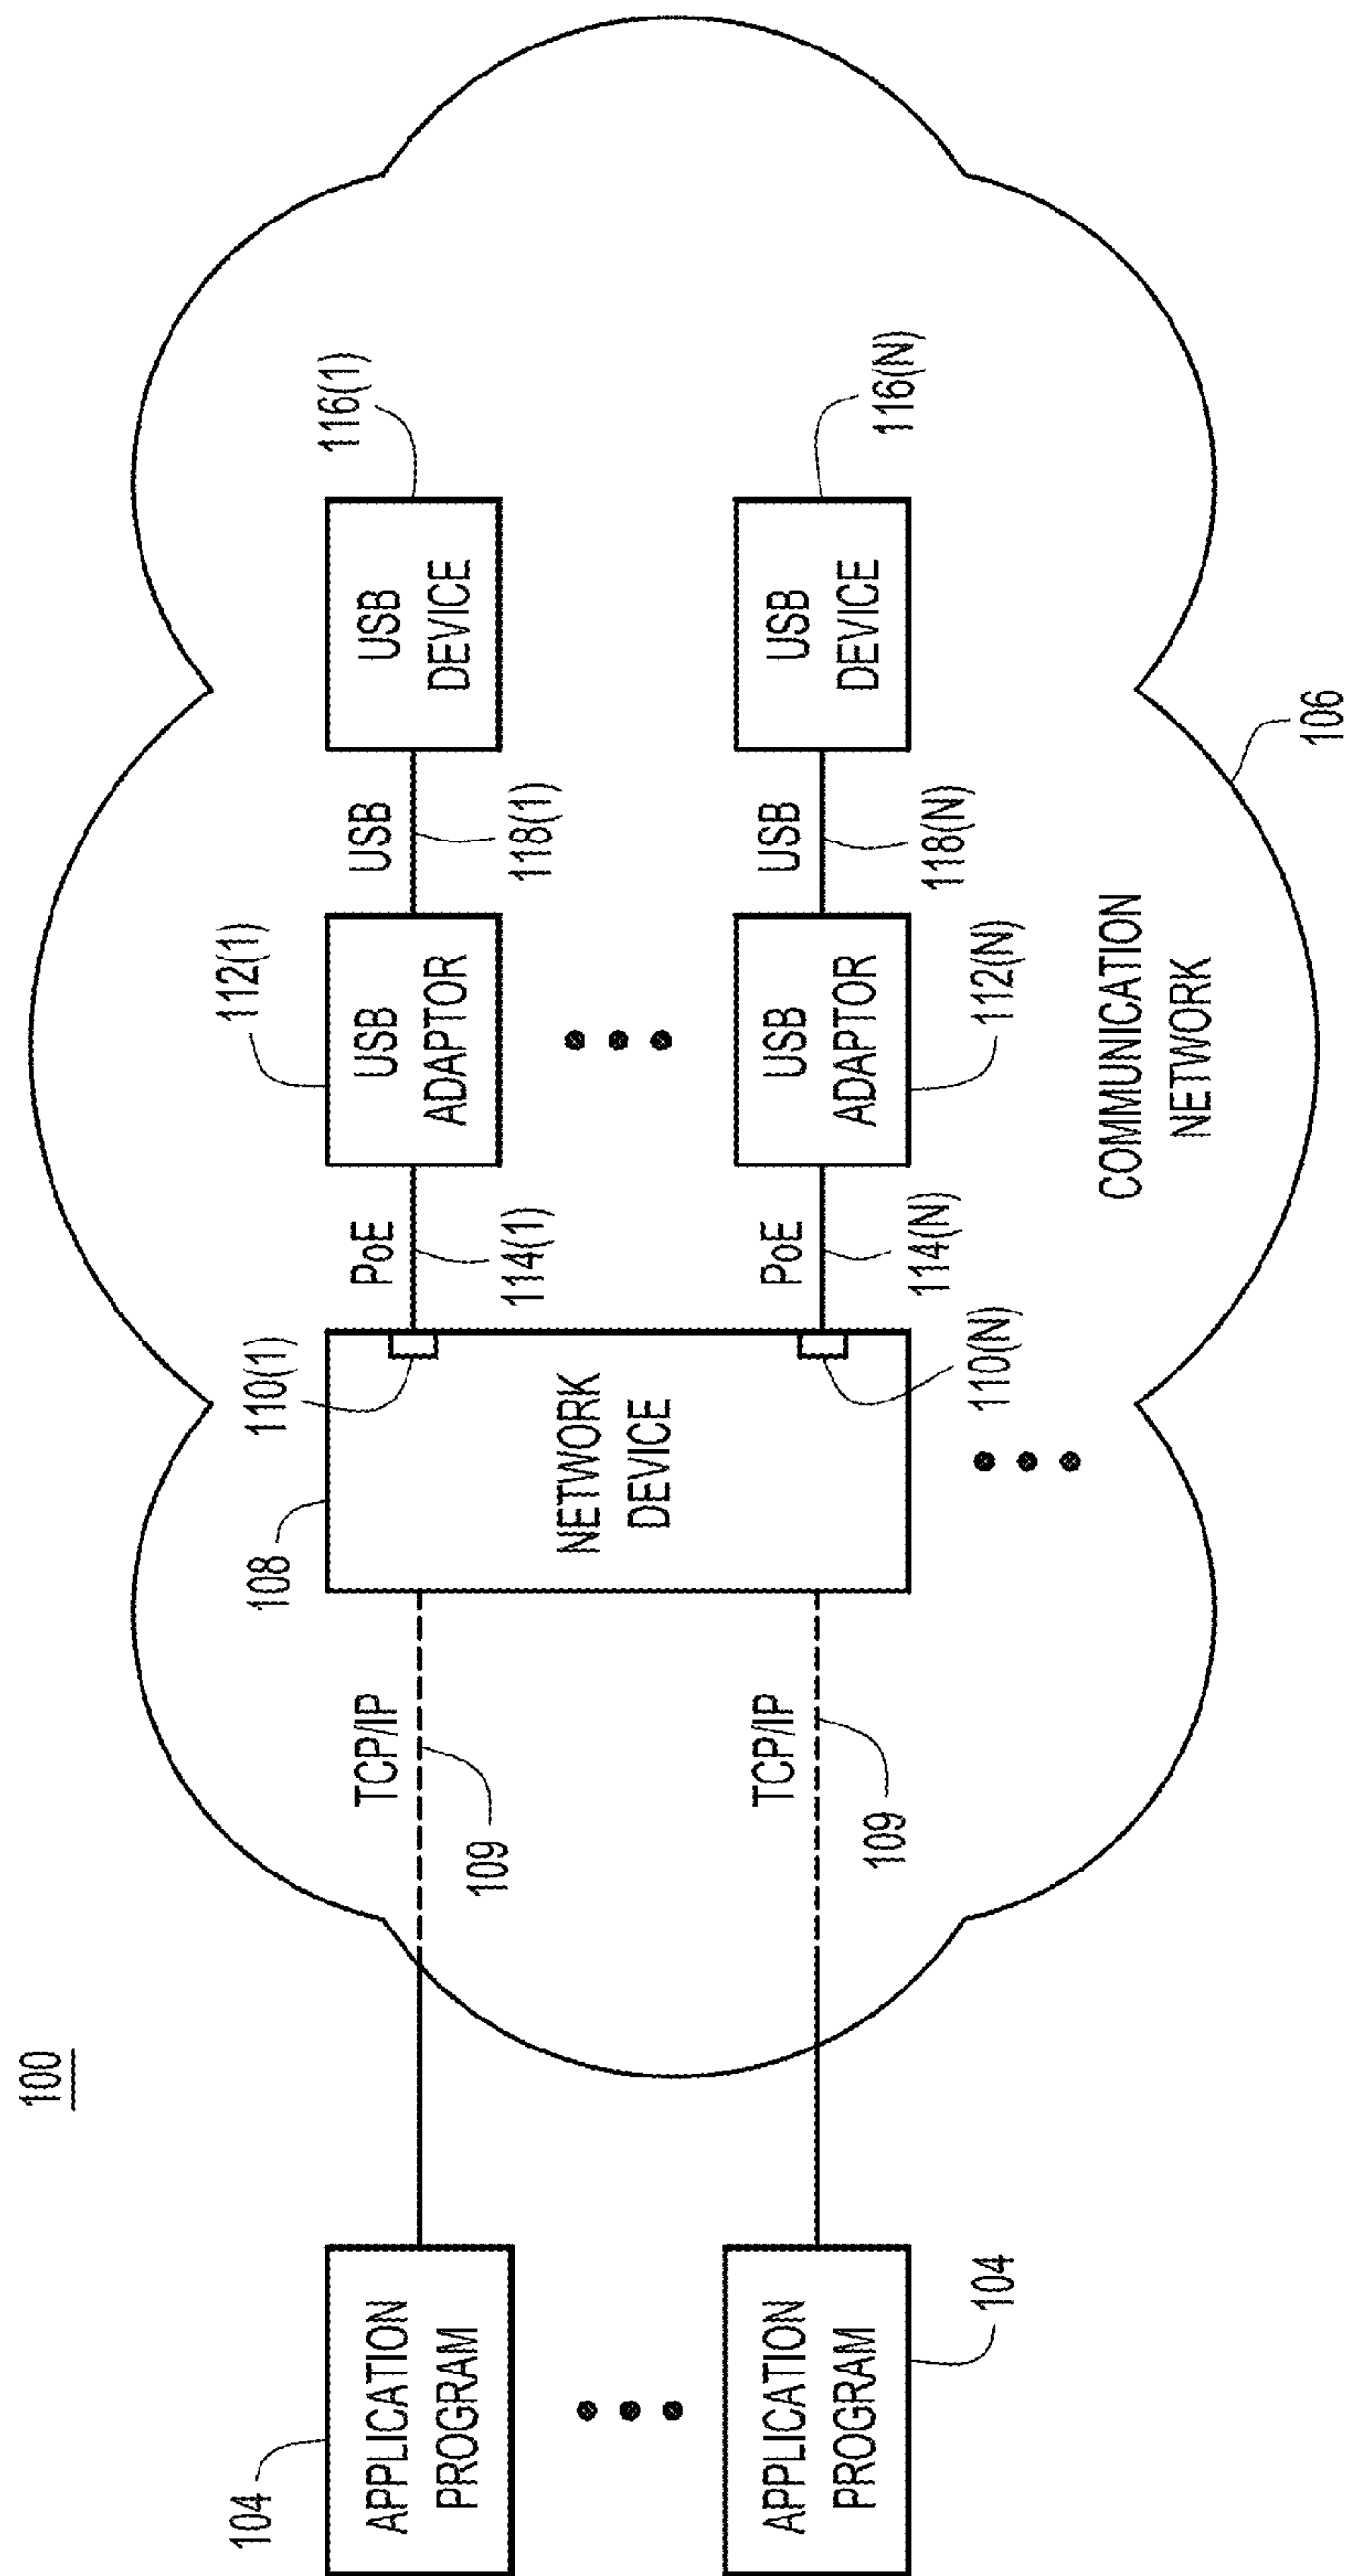 100
104
APPLICATION
PROGRAM
APPLICATION
PROGRAM
104
TCP/IP
109
TCP/IP
109
108
NETWORK
DEVICE
110(1)
110(N)
PoE
114(1)
PoE
114(N)
112(1)
USB
ADAPTOR
USB
ADAPTOR
112(N)
USB
118(1)
USB
118(N)
116(1)
USB
DEVICE
USB
DEVICE
116(N)
COMMUNICATION
NETWORK
106